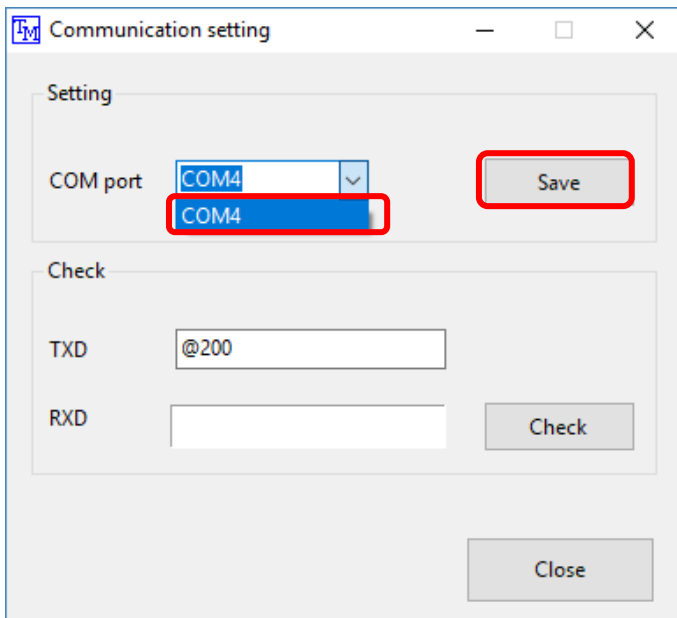 TM Communication setting
Setting
COM port COM4 Save
COM4
Check
TXD @200
RXD Check
Close